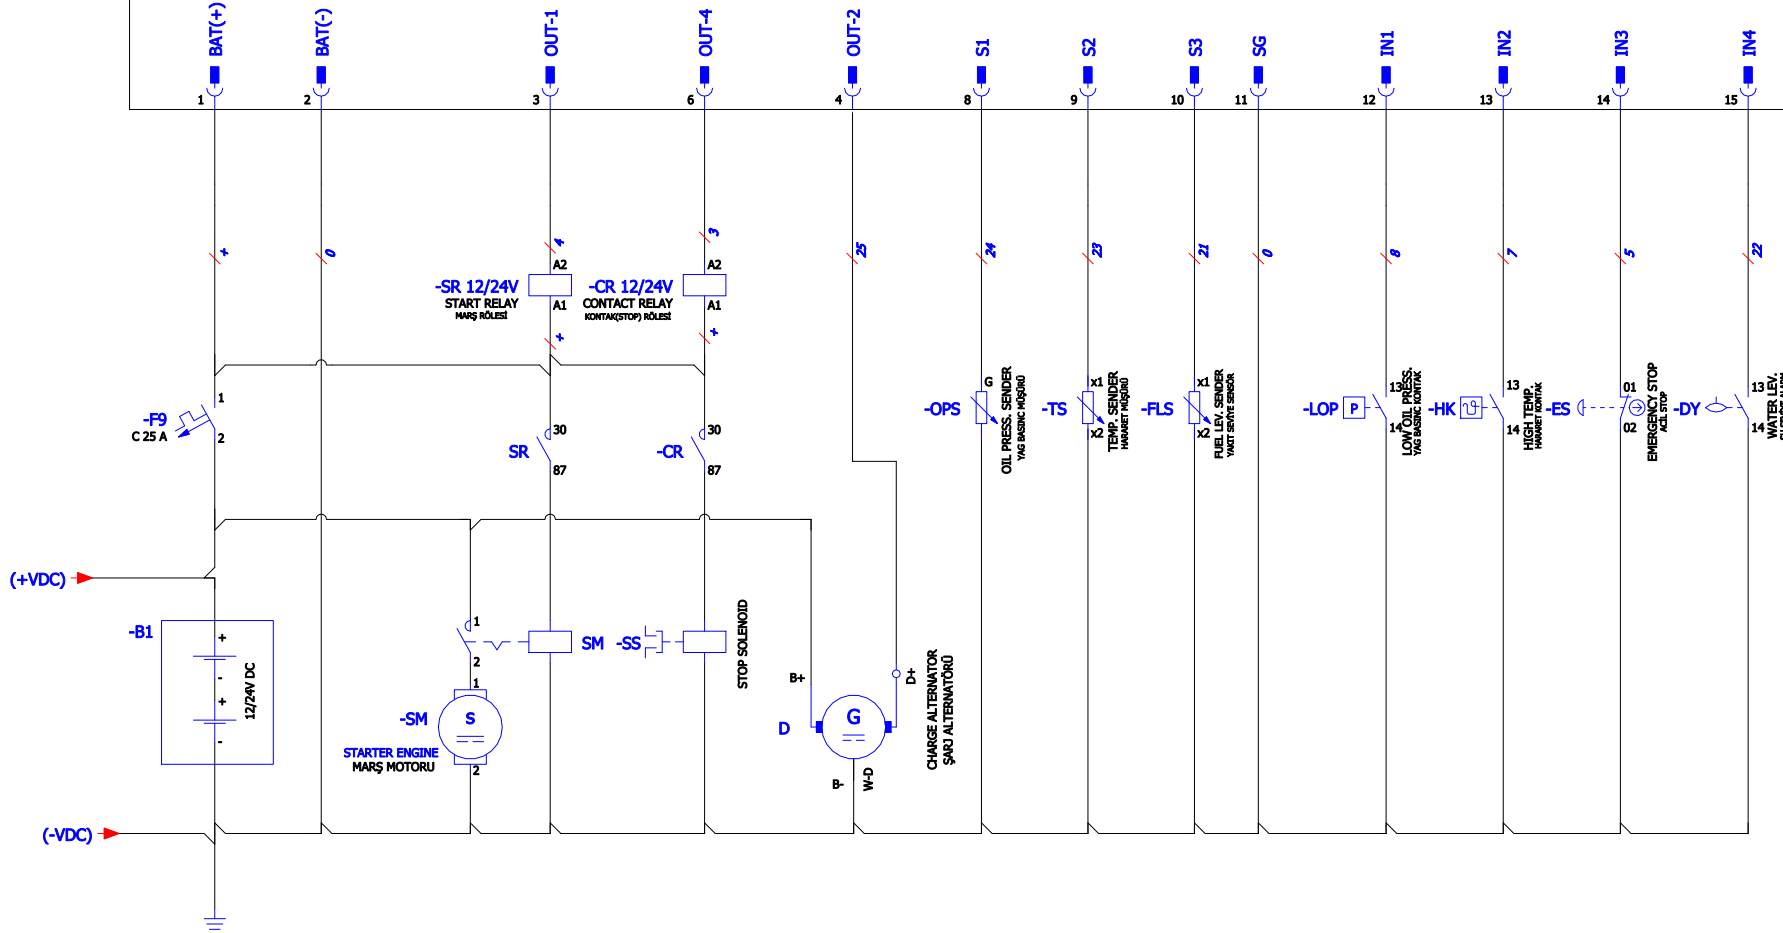 BAT(+)
BAT(-)
OUT-1
OUT-4
OUT-2
S1
S2
S3
SG
IN1
IN2
IN3
IN4
1
2
3
6
4
8
9
10
11
12
13
14
15
+
0
4
3
25
24
23
21
0
8
7
5
22
A2
A2
-SR 12/24V
START RELAY
MARŞ RÖLESİ
A1
-CR 12/24V
CONTACT RELAY
KONTAK(STOP) RÖLESİ
A1
+
+
1
-F9
C 25 A
2
30
SR
87
30
-CR
87
G
-OPS
OIL PRESS. SENDER
YAG BASINC MÜŞÜRÜ
x1
-TS
x2
TEMP. SENDER
HARARET MÜŞÜRÜ
x1
-FLS
x2
FUEL LEV. SENDER
YAKIT SEVİYE SENSÖR
13
-LOP
P
14
LOW OIL PRESS.
YAG BASINC KONTAK
13
-HK
14
HIGH TEMP.
HARARET KONTAK
01
-ES
02
EMERGENCY STOP
ACİL STOP
13
-DY
14
WATER LEV.
(+VDC)
-B1
+
-
+
-
12/24V DC
1
2
SM
-SS
STOP SOLENOID
1
-SM
S
2
STARTER ENGINE
MARŞ MOTORU
B+
D+
D
G
B-
W-D
CHARGE ALTERNATOR
ŞARJ ALTERNATÖRÜ
(-VDC)